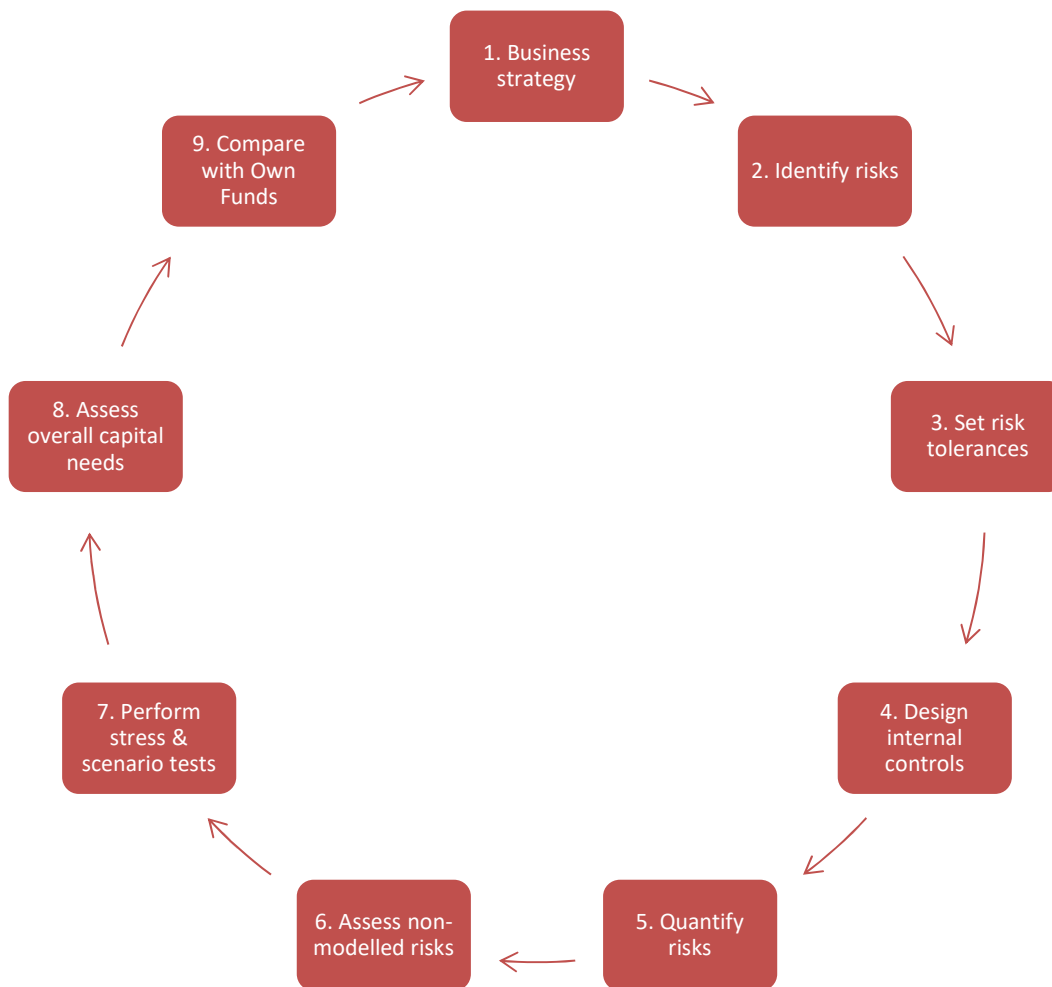 1. Business
strategy
2. Identify risks
3. Set risk
tolerances
4. Design
internal
controls
5. Quantify
risks
6. Assess non-
modelled risks
7. Perform
stress &
scenario tests
8. Assess
overall capital
needs
9. Compare
with Own
Funds